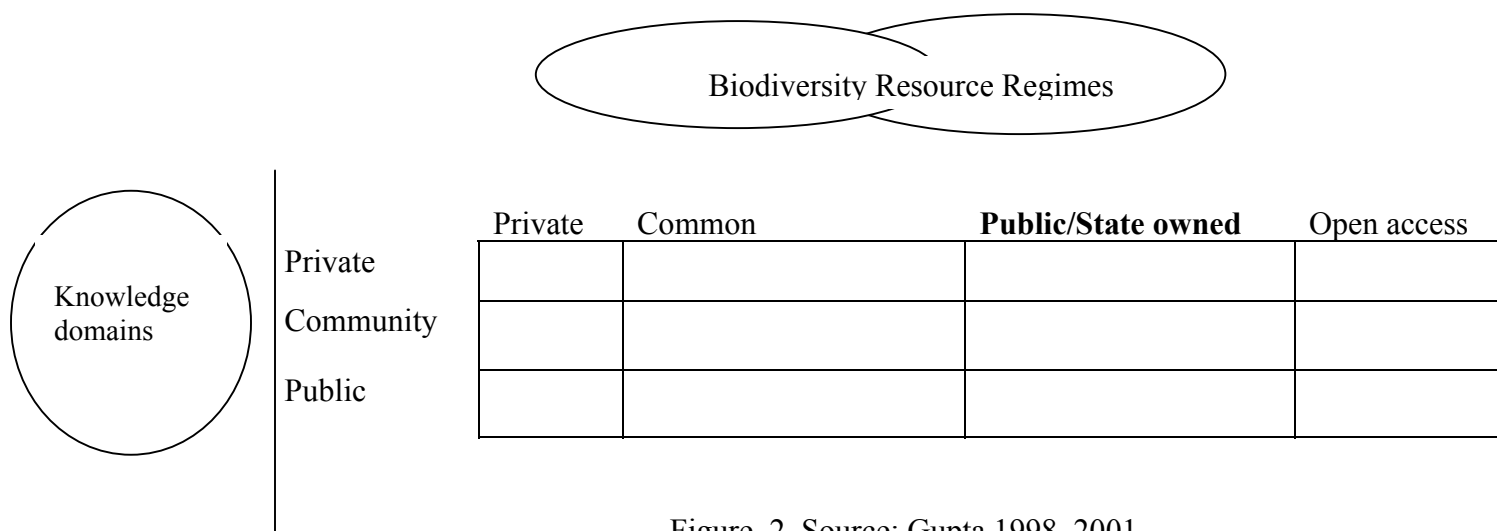 Biodiversity Resource Regimes
Private Common Public/State owned Open access
Private
Knowledge
domains
Community
Public
Figure 2 Source: Gupta 1998, 2001